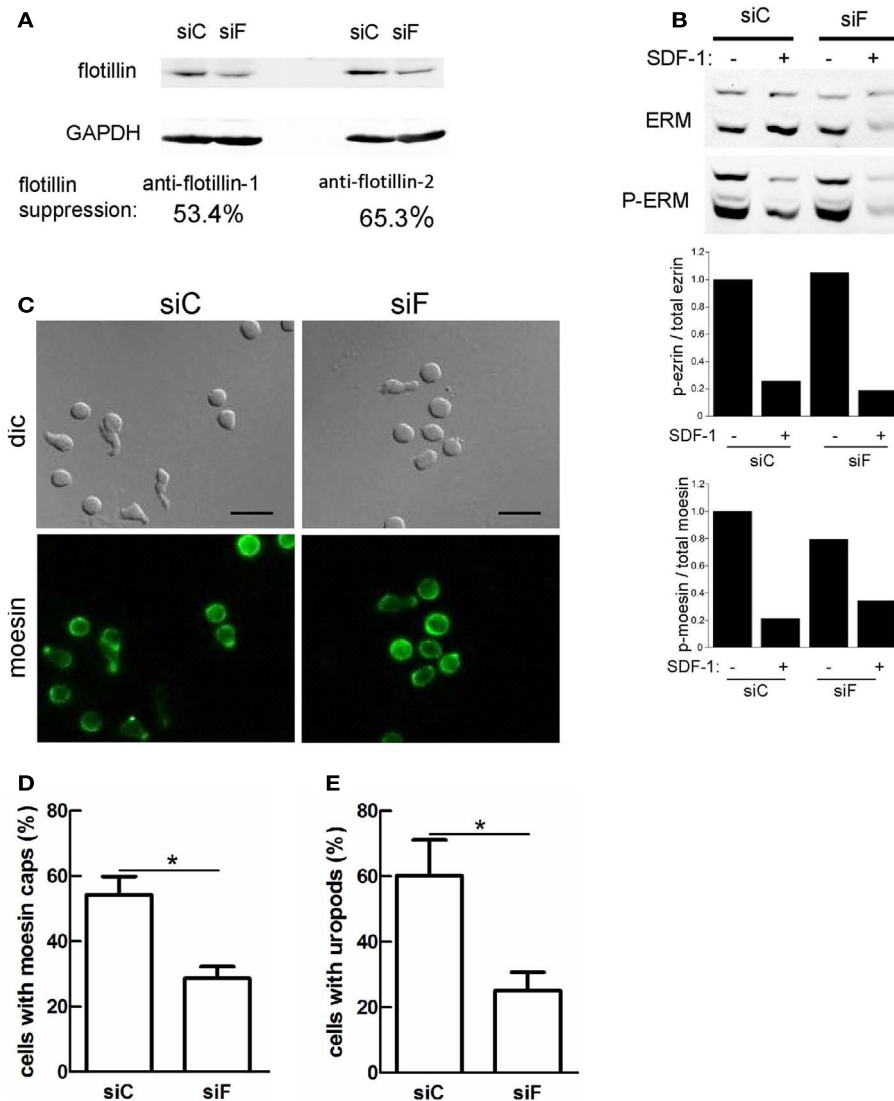 A
siC siF siC siF
flotillin
GAPDH
flotillin suppression:
anti-flotillin-1 anti-flotillin-2
53.4% 65.3%
B
siC siF
SDF-1: - + - +
ERM
P-ERM
p-ezrin / total ezrin
1.2
1.0
0.8
0.6
0.4
0.2
0
SDF-1 - + - +
siC siF
p-moesin / total moesin
1.2
1.0
0.8
0.6
0.4
0.2
0
SDF-1: - + - +
siC siF
C
siC siF
dic
moesin
D
cells with moesin caps (%)
80
60
40
20
0
*
siC siF
E
cells with uropods (%)
80
60
40
20
0
*
siC siF